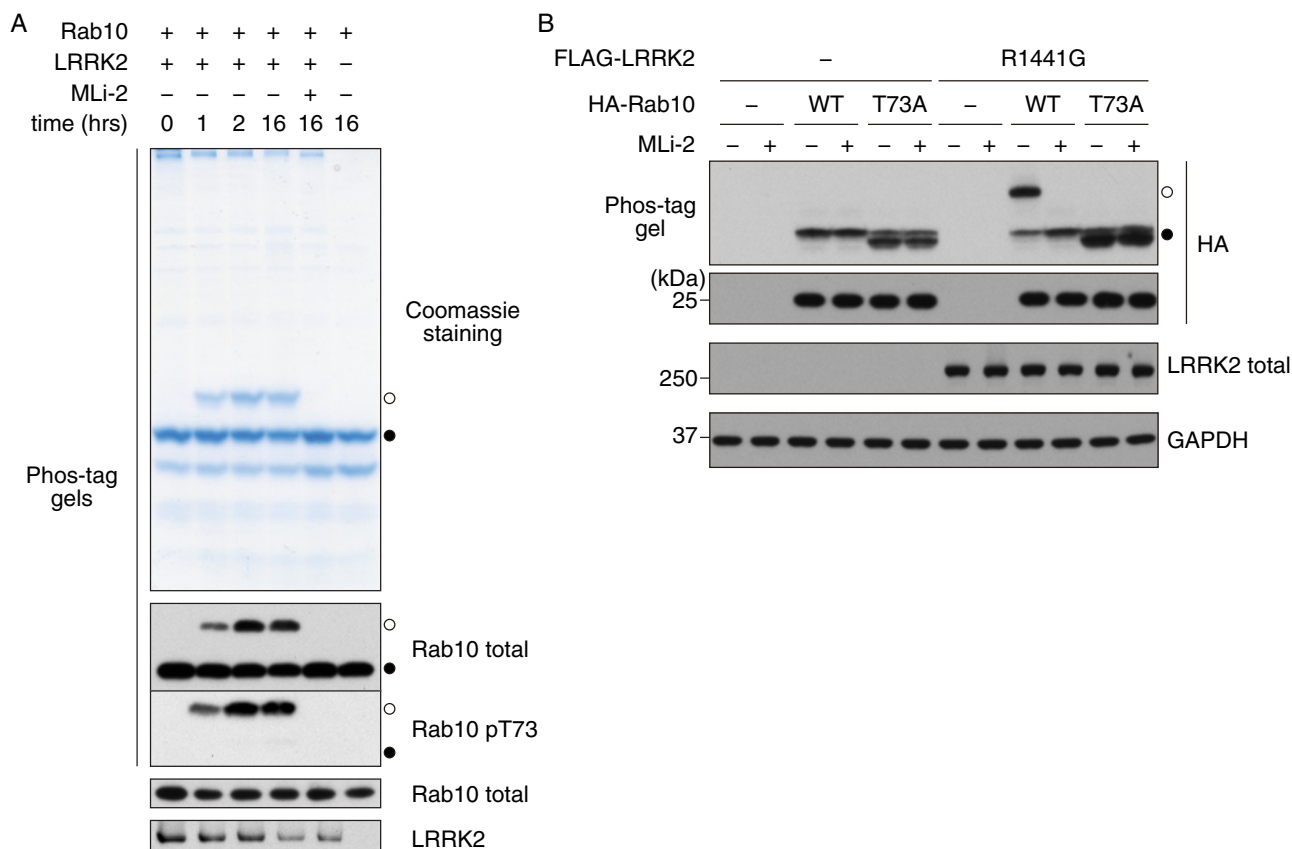 A
Rab10 + + + + + +
LRRK2 + + + + + –
MLi-2 – – – – + –
time (hrs) 0 1 2 16 16 16
Phos-tag
gels
Coomassie
staining
Rab10 total
Rab10 pT73
Rab10 total
LRRK2
B
FLAG-LRRK2 – R1441G
HA-Rab10 – WT T73A – WT T73A
MLi-2 – + – + – + – + – + – +
Phos-tag
gel
HA
(kDa)
25
250
LRRK2 total
37
GAPDH